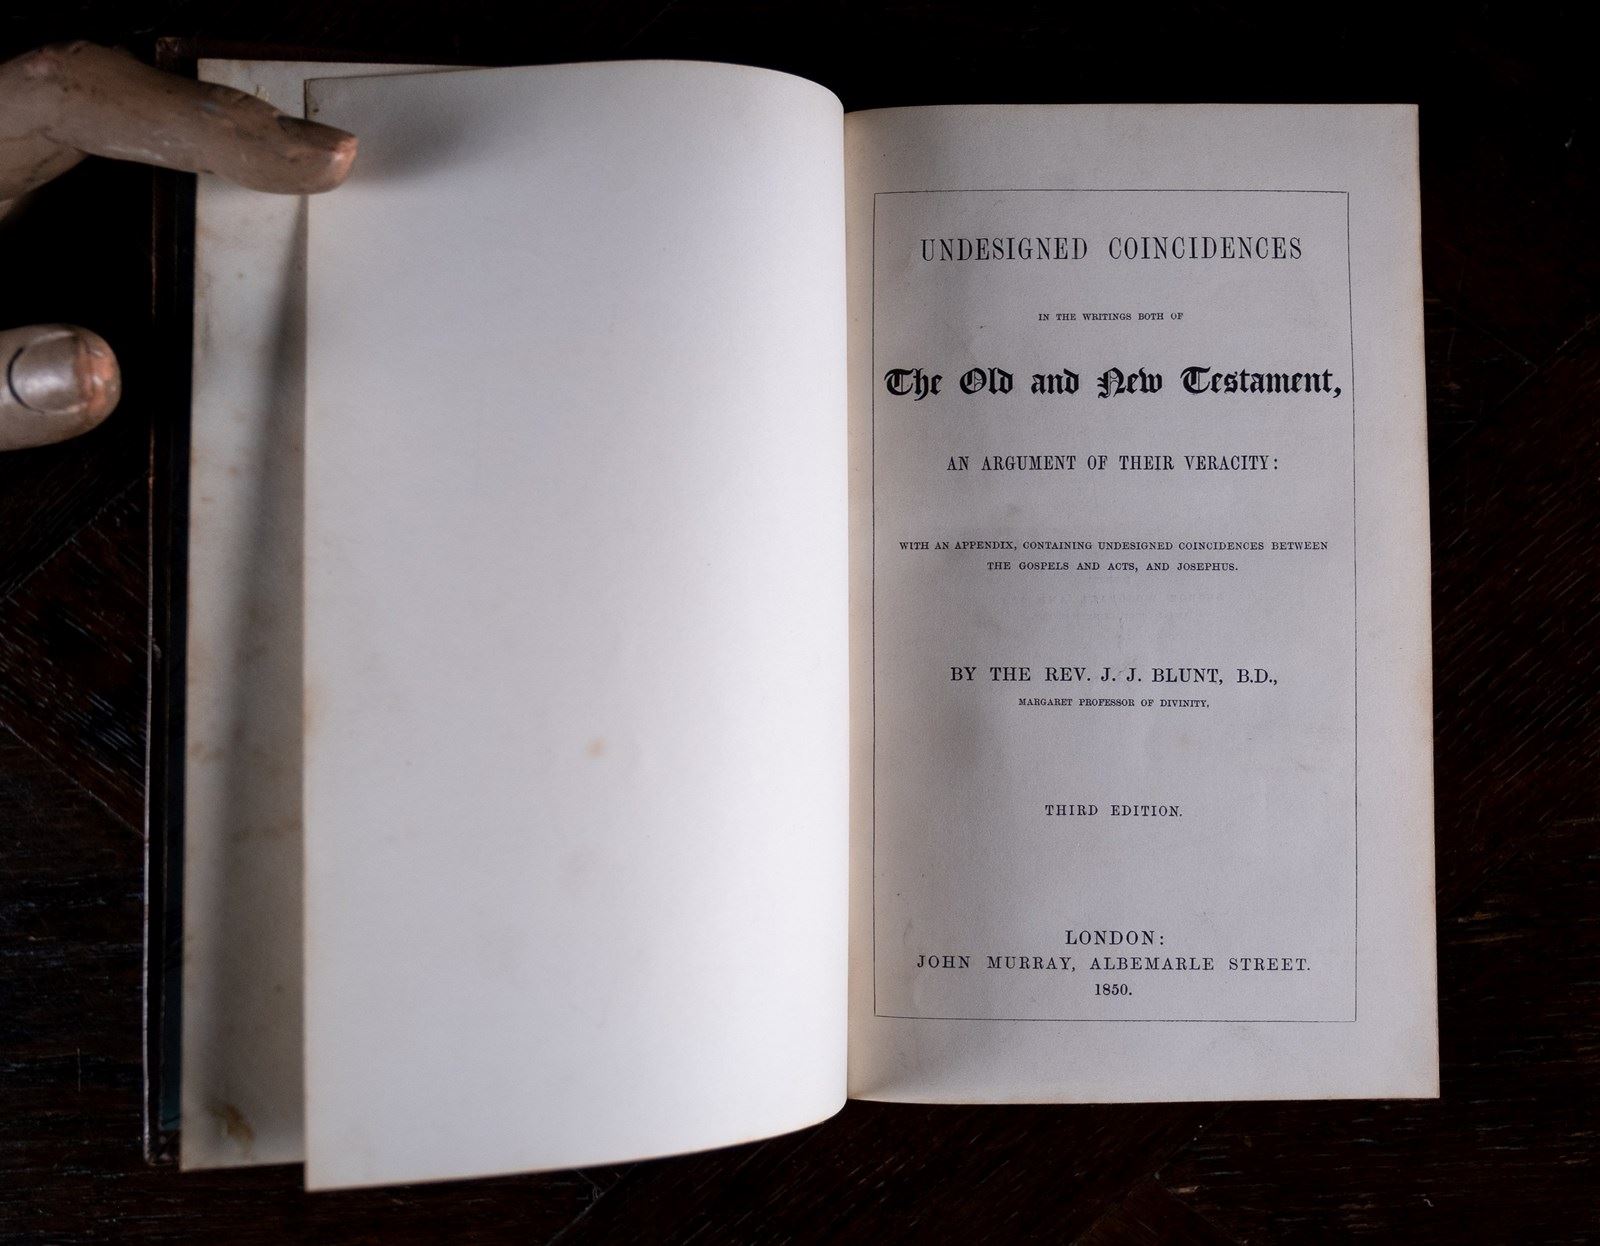 UNDESIGNED COINCIDENCES
IN THE WRITINGS BOTH OF
The Old and New Testament,
AN ARGUMENT OF THEIR VERACITY:
WITH AN APPENDIX, CONTAINING UNDESIGNED COINCIDENCES BETWEEN
THE GOSPELS AND ACTS, AND JOSEPHUS.
BY THE REV. J. J. BLUNT, B.D.,
MARGARET PROFESSOR OF DIVINITY,
THIRD EDITION.
LONDON:
JOHN MURRAY, ALBEMARLE STREET.
1850.